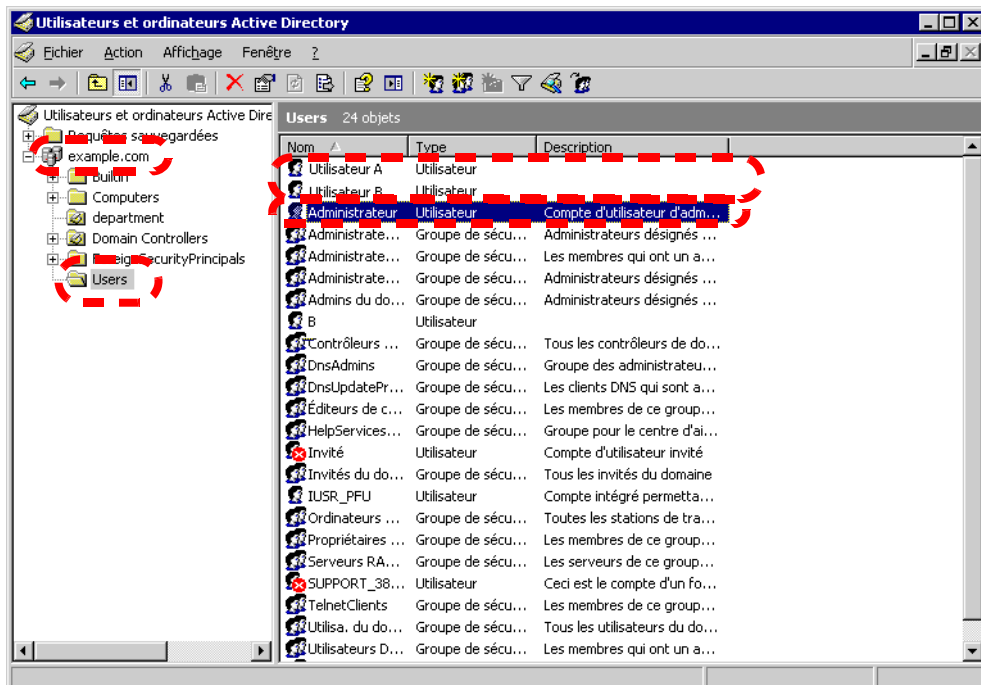 Utilisateurs et ordinateurs Active Directory
Fichier Action Affichage Fenêtre ?
Utilisateurs et ordinateurs Active Dire
Requêtes sauvegardées
example.com
Builtin
Computers
department
Domain Controllers
ForeignSecurityPrincipals
Users
Users 24 objets
Nom Type Description
Utilisateur A Utilisateur
Utilisateur B Utilisateur
Administrateur Utilisateur Compte d'utilisateur d'adm...
Administrate... Groupe de sécu... Administrateurs désignés ...
Administrate... Groupe de sécu... Les membres qui ont un a...
Administrate... Groupe de sécu... Administrateurs désignés ...
Admins du do... Groupe de sécu... Administrateurs désignés ...
B Utilisateur
Contrôleurs ... Groupe de sécu... Tous les contrôleurs de do...
DnsAdmins Groupe de sécu... Groupe des administrateu...
DnsUpdatePr... Groupe de sécu... Les clients DNS qui sont a...
Éditeurs de c... Groupe de sécu... Les membres de ce group...
HelpServices... Groupe de sécu... Groupe pour le centre d'ai...
Invité Utilisateur Compte d'utilisateur invité
Invités du do... Groupe de sécu... Tous les invités du domaine
IUSR_PFU Utilisateur Compte intégré permetta...
Ordinateurs ... Groupe de sécu... Toutes les stations de tra...
Propriétaires ... Groupe de sécu... Les membres de ce group...
Serveurs RA... Groupe de sécu... Les serveurs de ce group...
SUPPORT_38... Utilisateur Ceci est le compte d'un fo...
TelnetClients Groupe de sécu... Les membres de ce group...
Utilisa. du do... Groupe de sécu... Tous les utilisateurs du do...
Utilisateurs D... Groupe de sécu... Les membres qui ont un a...